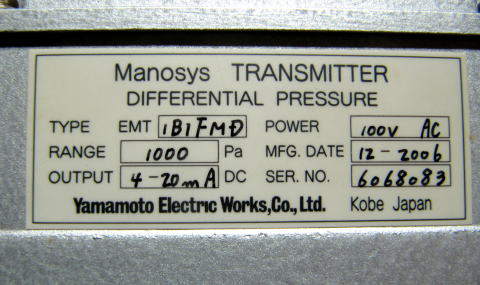 Manosys TRANSMITTER
DIFFERENTIAL PRESSURE
TYPE EMT 1B1FMD POWER 100V AC
RANGE 1000 Pa MFG. DATE 12-2006
OUTPUT 4-20mA DC SER. NO. 6068083
Yamamoto Electric Works,Co.,Ltd. Kobe Japan